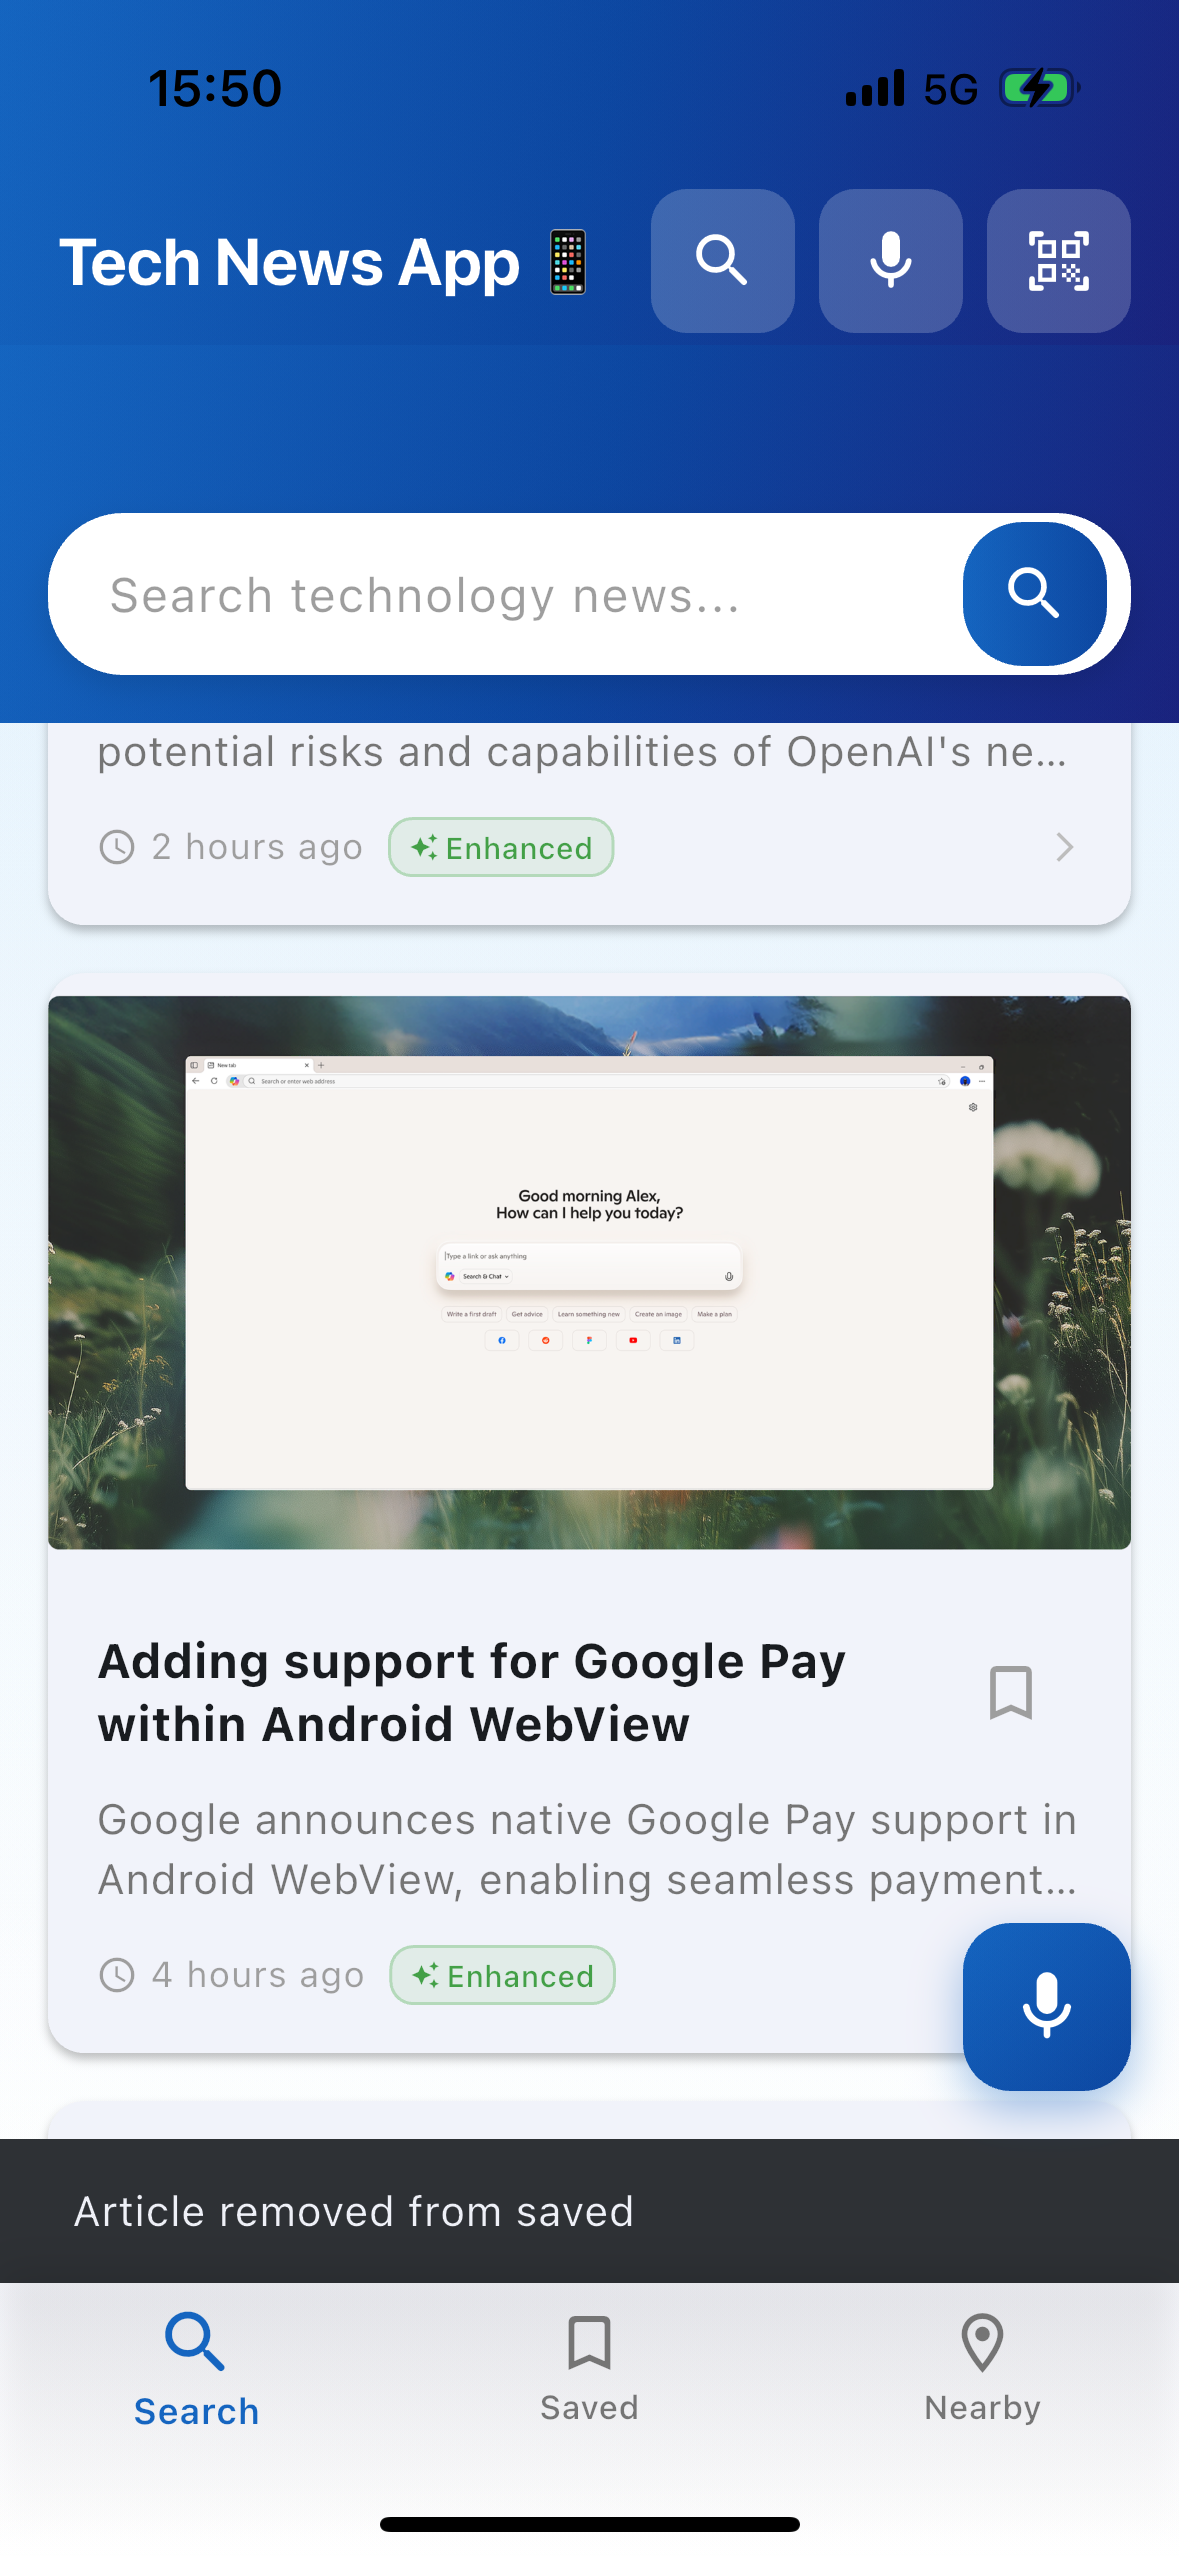 15:50
5G
Tech News App
Search technology news...
potential risks and capabilities of OpenAI's ne...
2 hours ago
Enhanced
New tab
Search or enter web address
Good morning Alex,
How can I help you today?
Type a link or ask anything
Search & Chat
Write a first draft
Get advice
Learn something new
Create an image
Make a plan
Adding support for Google Pay
within Android WebView
Google announces native Google Pay support in
Android WebView, enabling seamless payment...
4 hours ago
Enhanced
Article removed from saved
Search
Saved
Nearby